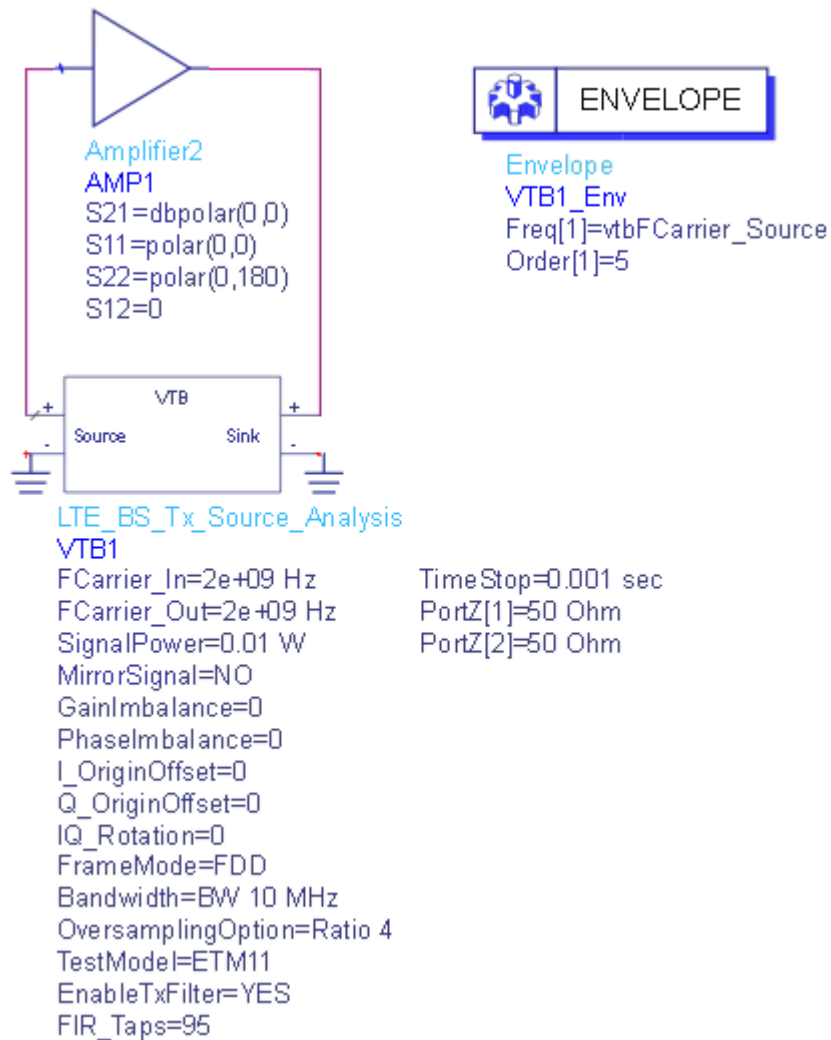 Amplifier2
AMP1
S21=dbpolar(0,0)
S11=polar(0,0)
S22=polar(0,180)
S12=0
ENVELOPE
Envelope
VTB1_Env
Freq[1]=vtbFCarrier_Source
Order[1]=5
VTB
+ +
Source Sink
- -
LTE_BS_Tx_Source_Analysis
VTB1
FCarrier_In=2e+09 Hz
FCarrier_Out=2e+09 Hz
SignalPower=0.01 W
MirrorSignal=NO
GainImbalance=0
PhaseImbalance=0
I_OriginOffset=0
Q_OriginOffset=0
IQ_Rotation=0
FrameMode=FDD
Bandwidth=BW 10 MHz
OversamplingOption=Ratio 4
TestModel=ETM11
EnableTxFilter=YES
FIR_Taps=95
TimeStop=0.001 sec
PortZ[1]=50 Ohm
PortZ[2]=50 Ohm